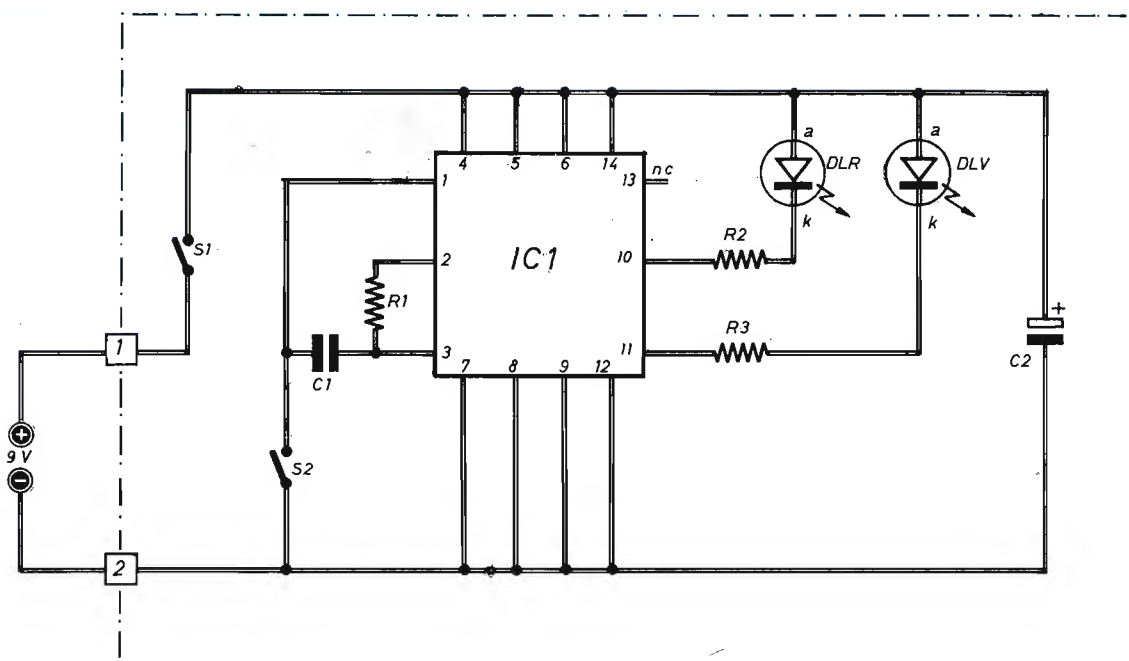 4 5 6 14
1 13 nc
a DLR a DLV
S1
k k
2 IC1 10 R2
R1
+
1 3 11 R3
C1 7 8 9 12 C2
+
9 V
−
S2
2